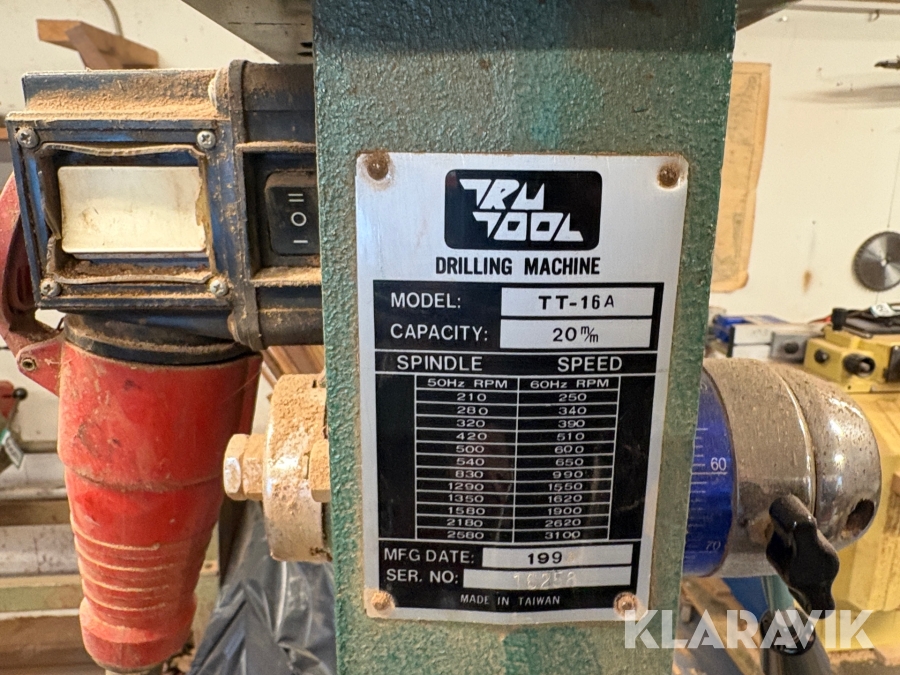 TRU
TOOL
DRILLING MACHINE
MODEL: TT-16A
CAPACITY: 20 m/m
SPINDLE SPEED
50Hz RPM 60Hz RPM
210 250
280 340
320 390
420 510
500 600
540 650
830 990
1290 1550
1350 1620
1580 1900
2180 2620
2580 3100
MFG DATE: 199
SER. NO:
MADE IN TAIWAN
60
70
KLARAVIK